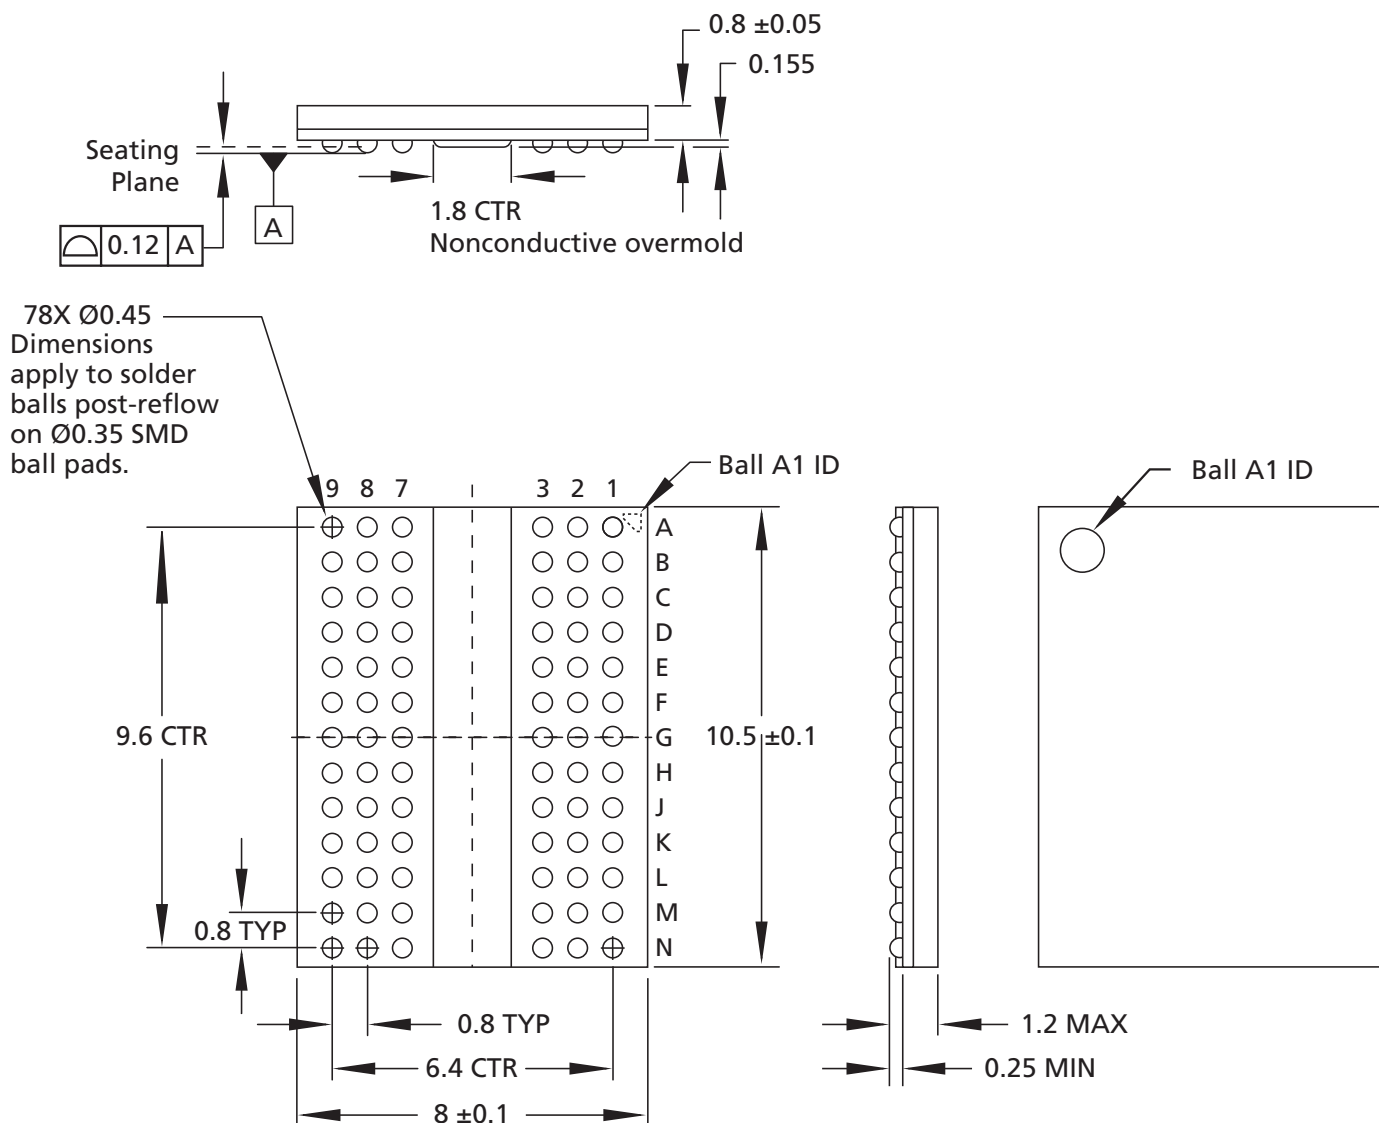 0.8 ±0.05
0.155
Seating
Plane
A
1.8 CTR
Nonconductive overmold
0.12 A
78X Ø0.45
Dimensions
apply to solder
balls post-reflow
on Ø0.35 SMD
ball pads.
Ball A1 ID
Ball A1 ID
9 8 7 3 2 1
A
B
C
D
E
F
G
H
J
K
L
M
N
9.6 CTR
10.5 ±0.1
0.8 TYP
0.8 TYP
1.2 MAX
6.4 CTR
0.25 MIN
8 ±0.1